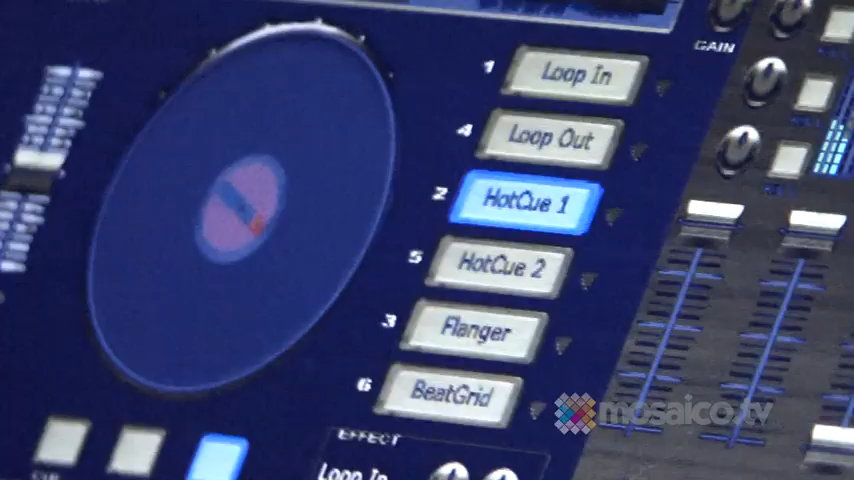 GAIN
1 Loop In
4 Loop Out
2 HotCue 1
5 HotCue 2
3 Flanger
6 BeatGrid
mosaico.tv
EFFECT
Loop In